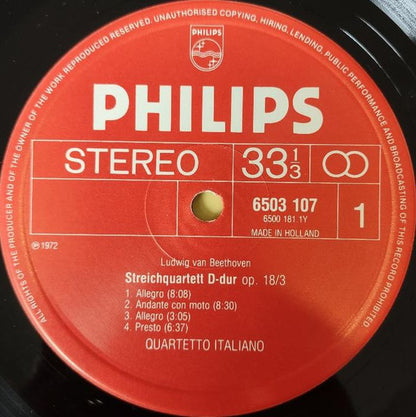 ALL RIGHTS OF THE PRODUCER AND OF THE OWNER OF THE WORK REPRODUCED RESERVED. UNAUTHORISED COPYING, HIRING, LENDING, PUBLIC PERFORMANCE AND BROADCASTING OF THIS RECORD PROHIBITED
PHILIPS
PHILIPS
STEREO 33⅓
6503 107
6500 181.1Y
MADE IN HOLLAND
1
℗ 1972
Ludwig van Beethoven
Streichquartett D-dur op. 18/3
1. Allegro (8:08)
2. Andante con moto (8:30)
3. Allegro (3:05)
4. Presto (6:37)
QUARTETTO ITALIANO